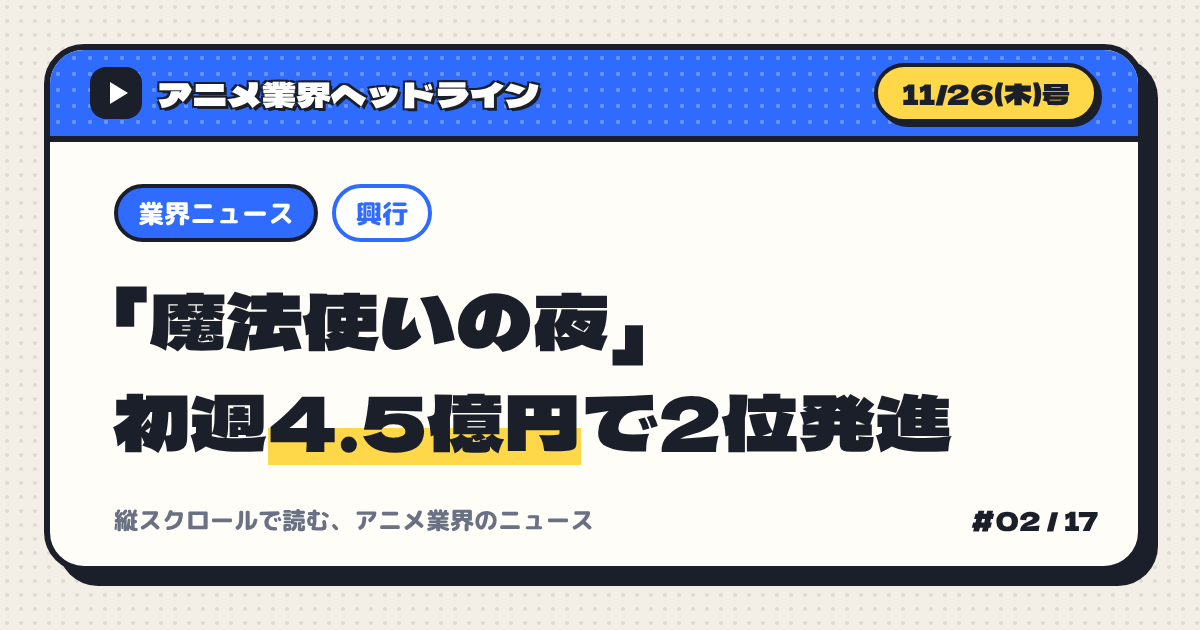 アニメ業界ヘッドライン
11/26(木)号
業界ニュース
興行
「魔法使いの夜」
初週4.5億円で2位発進
縦スクロールで読む、アニメ業界のニュース
#02 / 17